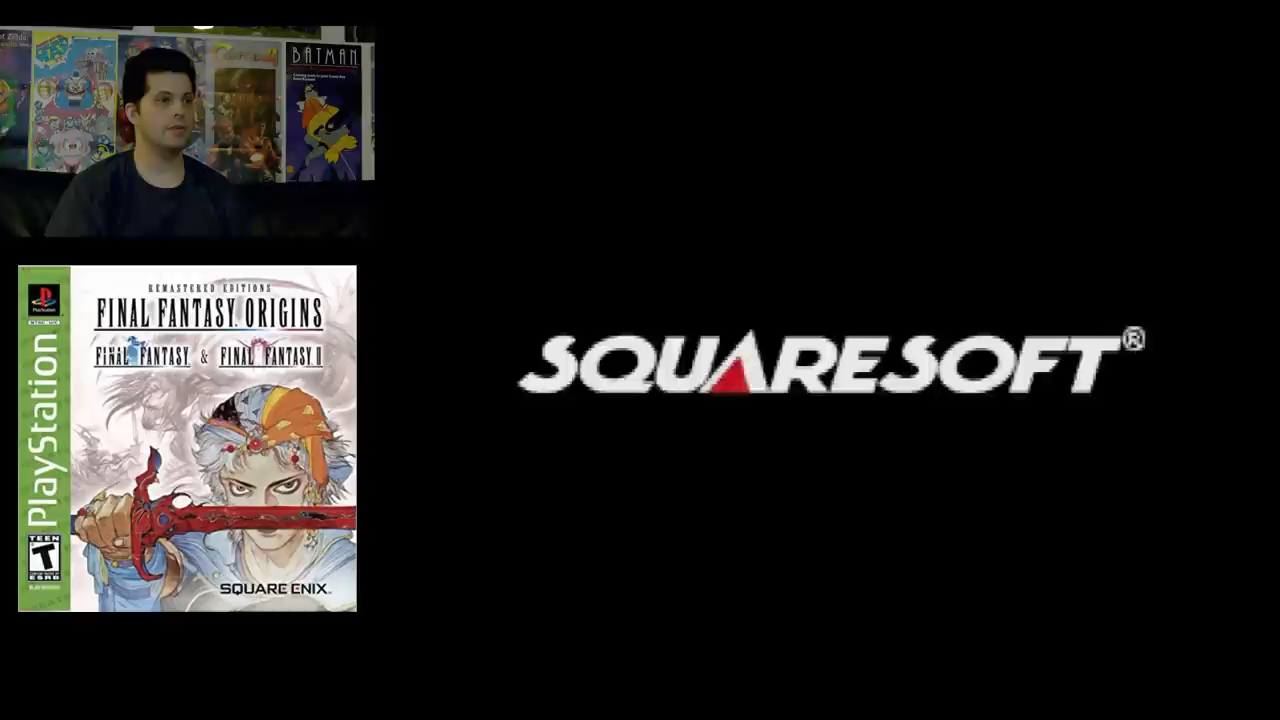 BATMAN
REMASTERED EDITIONS
FINAL FANTASY ORIGINS
FINAL FANTASY & FINAL FANTASY II
PlayStation
TEEN
T
ESRB
SQUARE ENIX
SQUARESOFT®